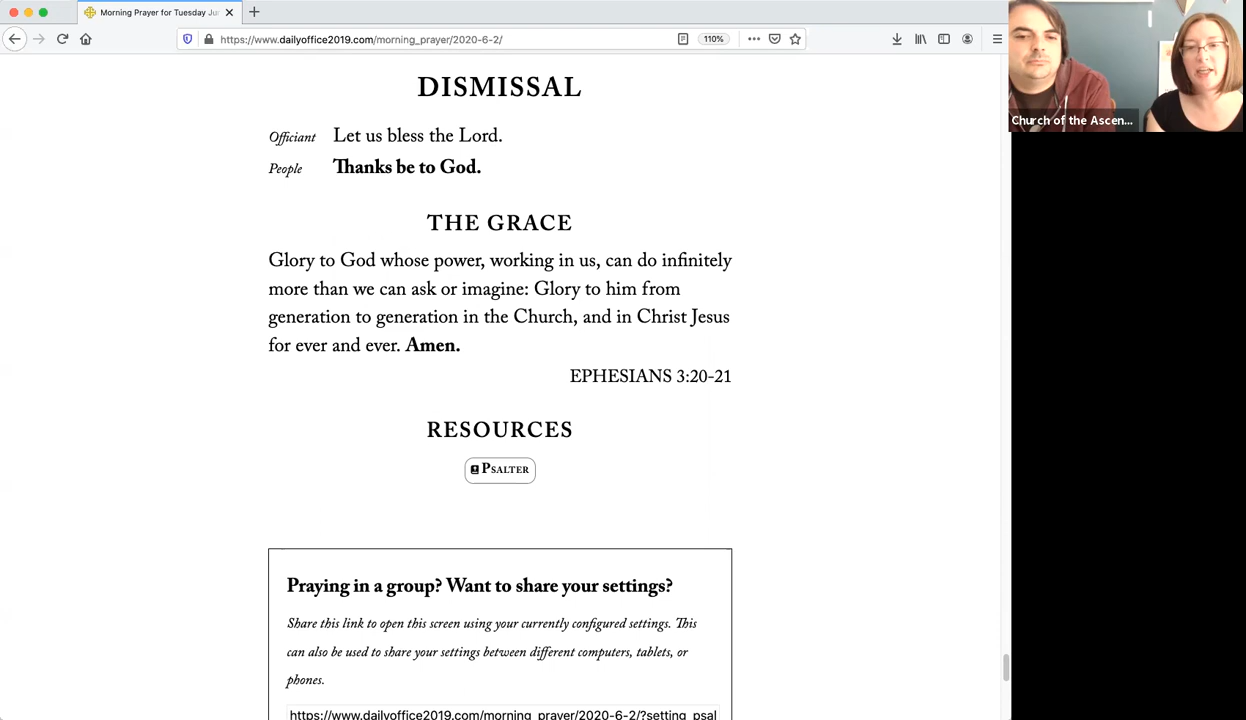 Morning Prayer for Tuesday Ju
https://www.dailyoffice2019.com/morning_prayer/2020-6-2/
110%
DISMISSAL
Officiant Let us bless the Lord.
People Thanks be to God.
THE GRACE
Glory to God whose power, working in us, can do infinitely
more than we can ask or imagine: Glory to him from
generation to generation in the Church, and in Christ Jesus
for ever and ever. Amen.
EPHESIANS 3:20-21
RESOURCES
PSALTER
Praying in a group? Want to share your settings?
Share this link to open this screen using your currently configured settings. This
can also be used to share your settings between different computers, tablets, or
phones.
https://www.dailyoffice2019.com/morning_prayer/2020-6-2/?setting_psal
Church of the Ascen...